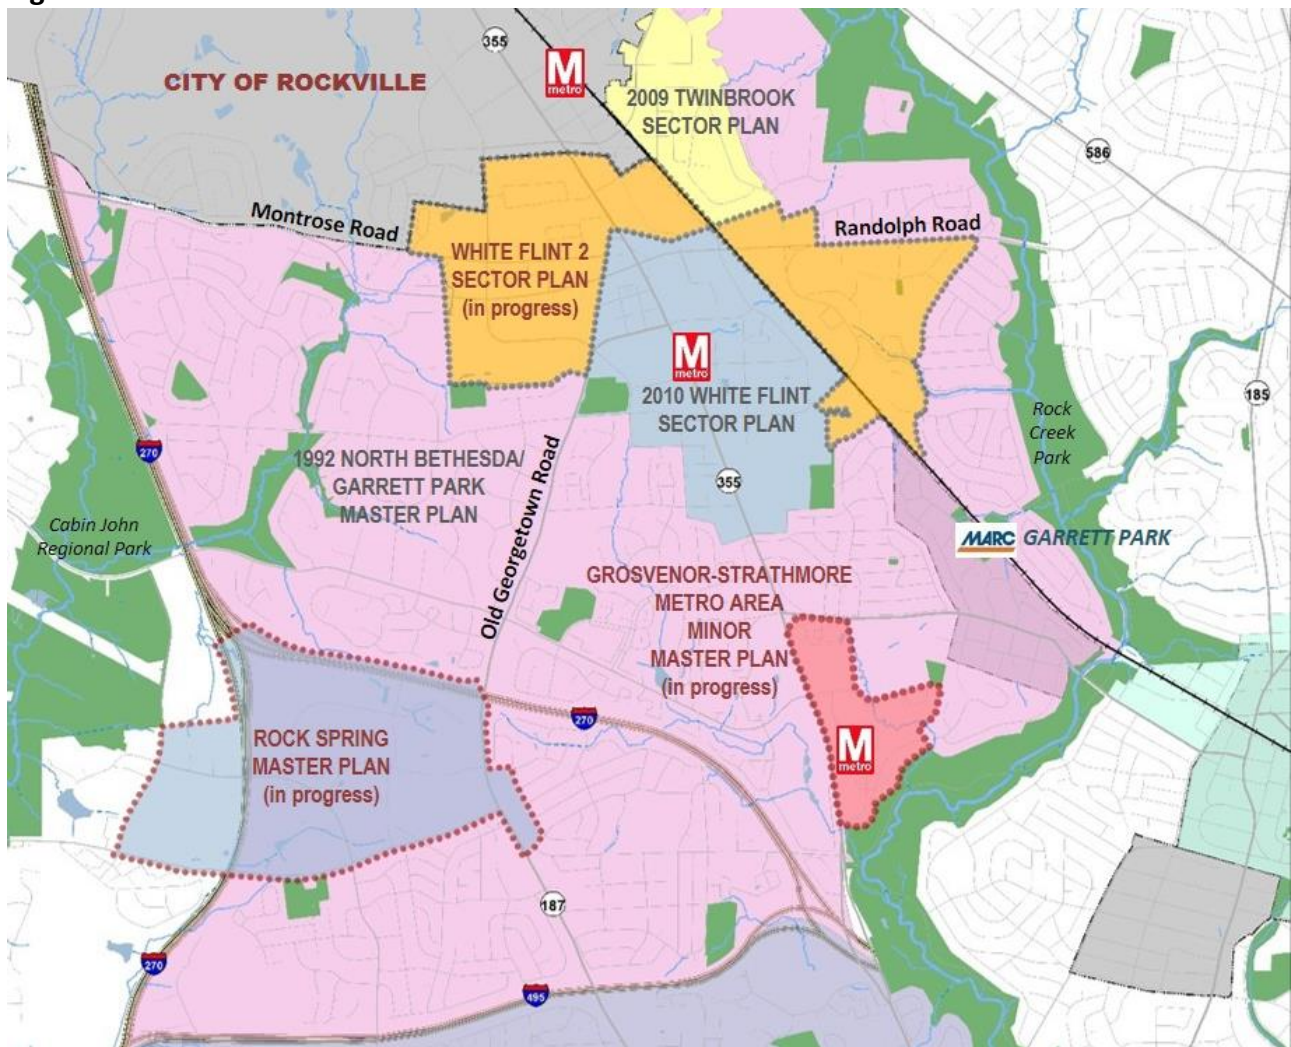 355
M
metro
CITY OF ROCKVILLE
2009 TWINBROOK
SECTOR PLAN
586
Montrose Road
Randolph Road
WHITE FLINT 2
SECTOR PLAN
(in progress)
M
metro
2010 WHITE FLINT
SECTOR PLAN
185
Rock
Creek
Park
270
1992 NORTH BETHESDA/
GARRETT PARK
MASTER PLAN
Old Georgetown Road
355
Cabin John
Regional Park
MARC GARRETT PARK
GROSVENOR-STRATHMORE
METRO AREA
MINOR
MASTER PLAN
(in progress)
270
ROCK SPRING
MASTER PLAN
(in progress)
M
metro
187
270
495